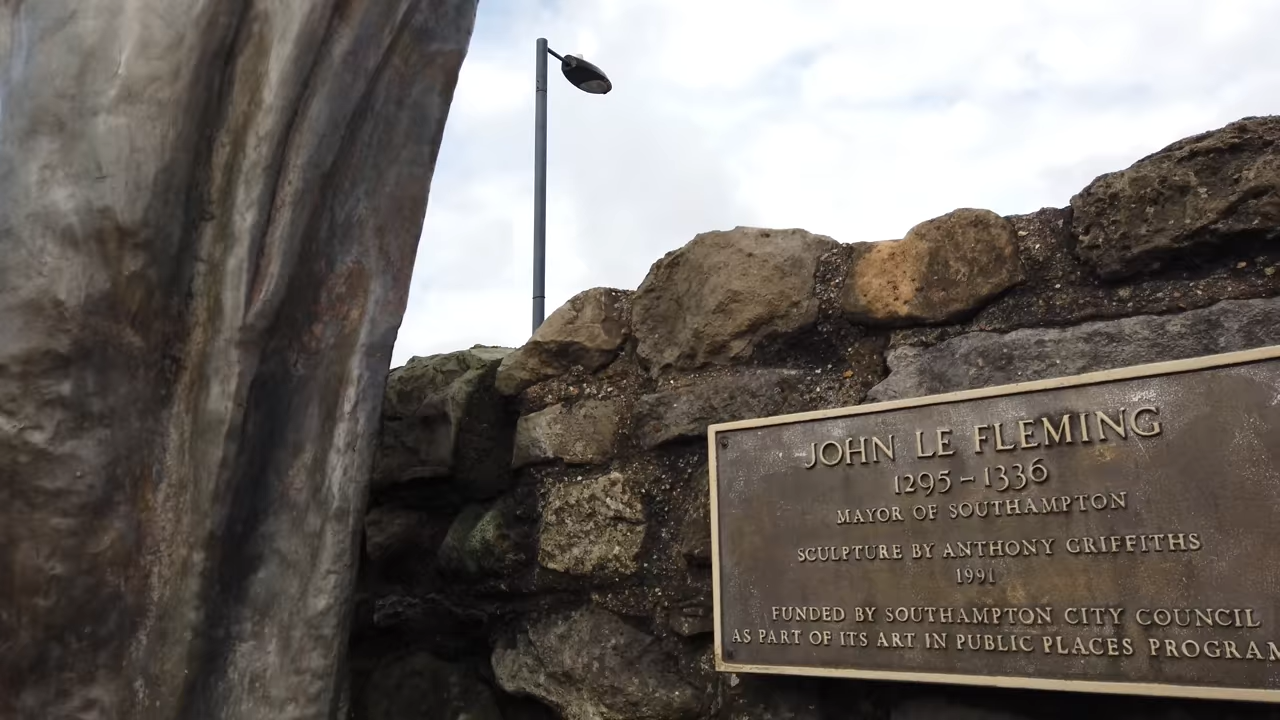 JOHN LE FLEMING
1295 – 1336
MAYOR OF SOUTHAMPTON
SCULPTURE BY ANTHONY GRIFFITHS
1991
FUNDED BY SOUTHAMPTON CITY COUNCIL
AS PART OF ITS ART IN PUBLIC PLACES PROGRAM